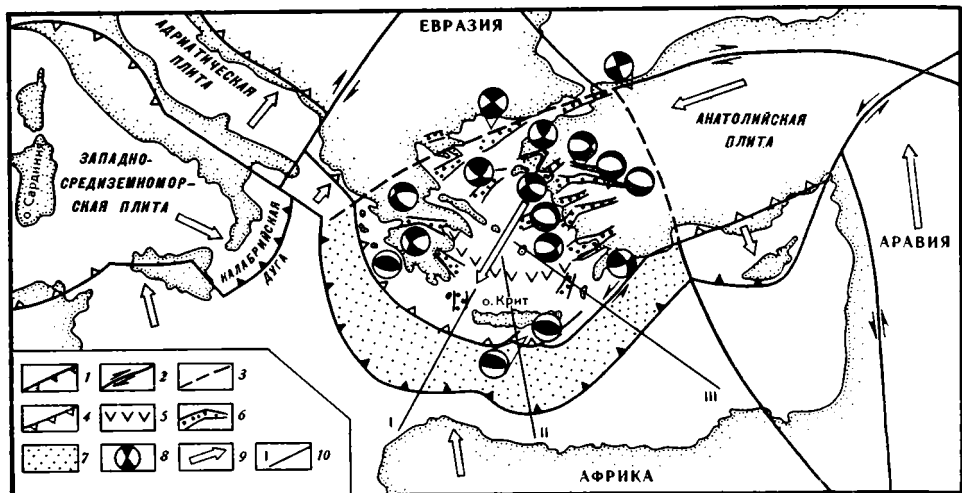 ЕВРАЗИЯ
АДРИАТИЧЕСКАЯ
ПЛИТА
АНАТОЛИЙСКАЯ
ПЛИТА
о. Сардиния
ЗАПАДНО-
СРЕДИЗЕМНОМОР-
СКАЯ ПЛИТА
КАЛАБРИЙСКАЯ
ДУГА
АРАВИЯ
о. Крит
I
II
III
АФРИКА
1
2
3
4
5
6
7
8
9
I
10